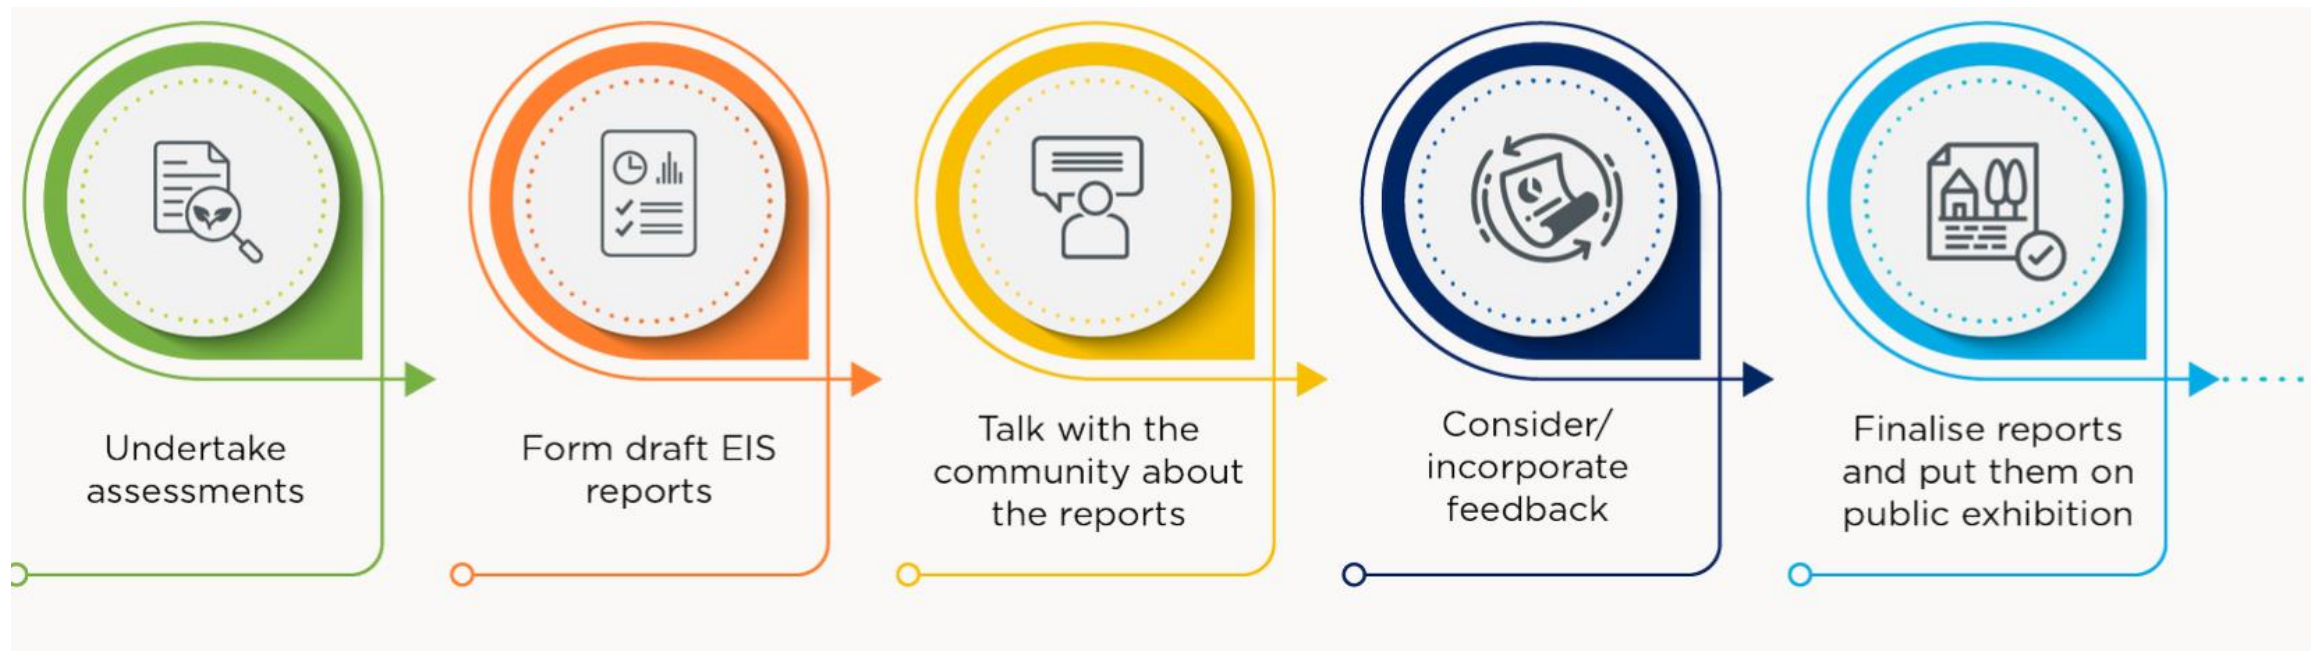 Undertake
assessments
Form draft EIS
reports
Talk with the
community about
the reports
Consider/
incorporate
feedback
Finalise reports
and put them on
public exhibition